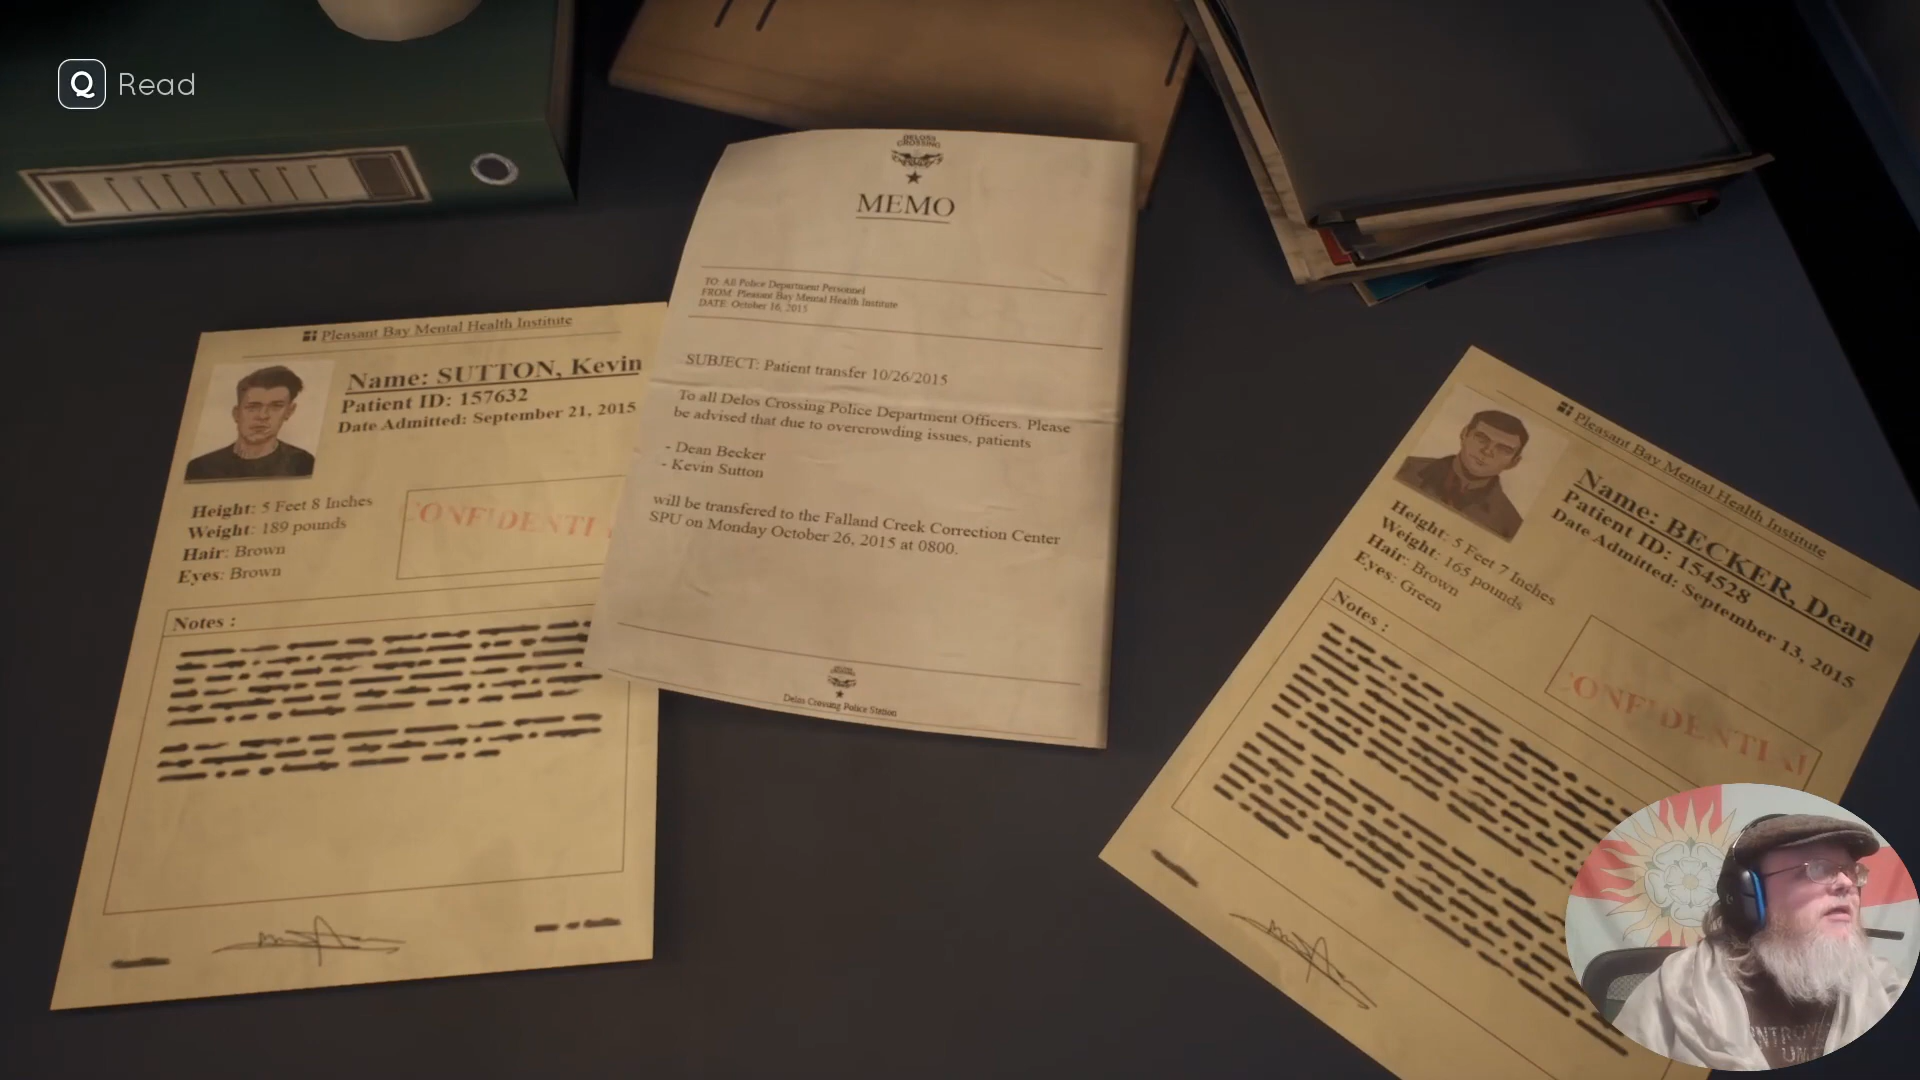 Q Read
Pleasant Bay Mental Health Institute
Name: SUTTON, Kevin
Patient ID: 157632
Date Admitted: September 21, 2015
Height: 5 Feet 8 Inches
Weight: 189 pounds
Hair: Brown
Eyes: Brown
CONFIDENTI
Notes :
DELOSS
CROSSING
MEMO
TO: All Police Department Personnel
FROM: Pleasant Bay Mental Health Institute
DATE: October 16, 2015
SUBJECT: Patient transfer 10/26/2015
To all Delos Crossing Police Department Officers. Please
be advised that due to overcrowding issues, patients
- Dean Becker
- Kevin Sutton
will be transfered to the Falland Creek Correction Center
SPU on Monday October 26, 2015 at 0800.
Delos Crossing Police Station
Pleasant Bay Mental Health Institute
Name: BECKER, Dean
Patient ID: 154528
Date Admitted: September 13, 2015
Height: 5 Feet 7 Inches
Weight: 165 pounds
Hair: Brown
Eyes: Green
CONFIDENTIAL
Notes :